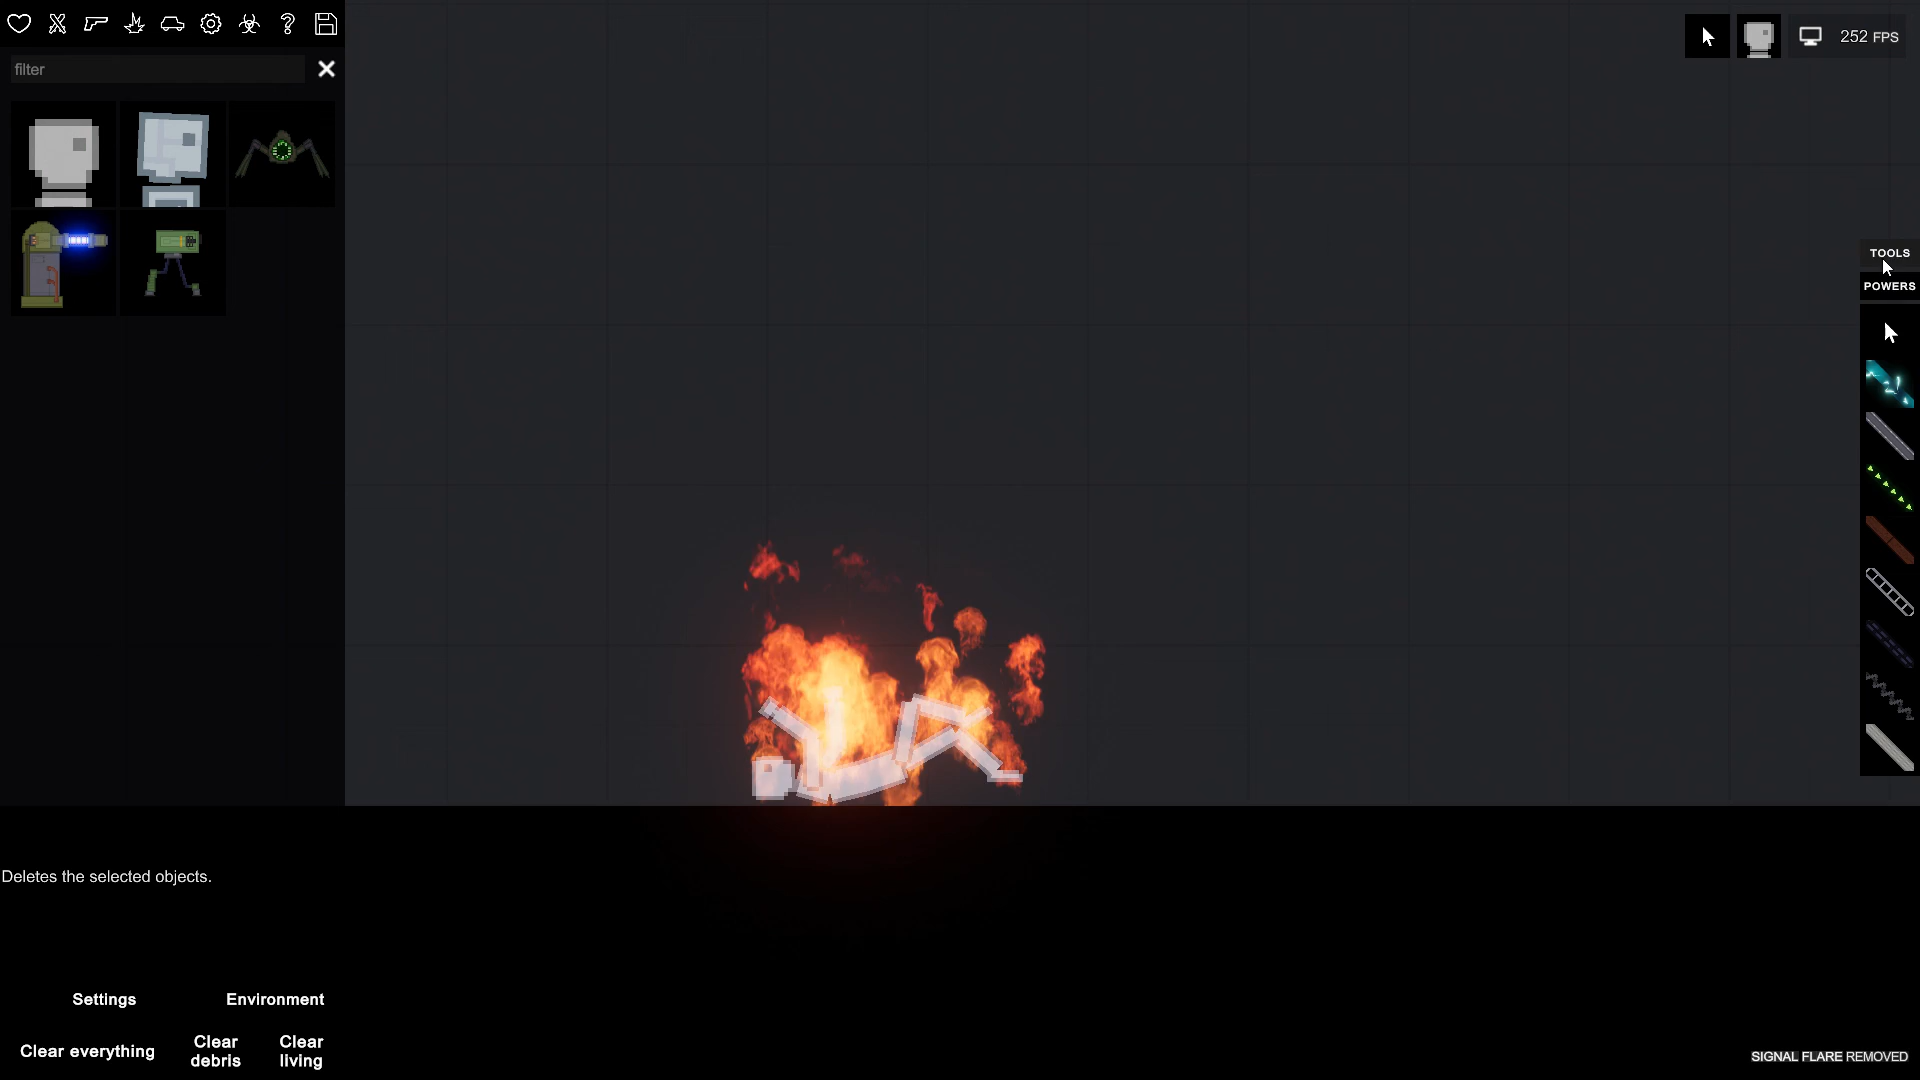 filter
252 FPS
TOOLS
POWERS
Deletes the selected objects.
Settings
Environment
Clear everything
Clear
debris
Clear
living
SIGNAL FLARE REMOVED